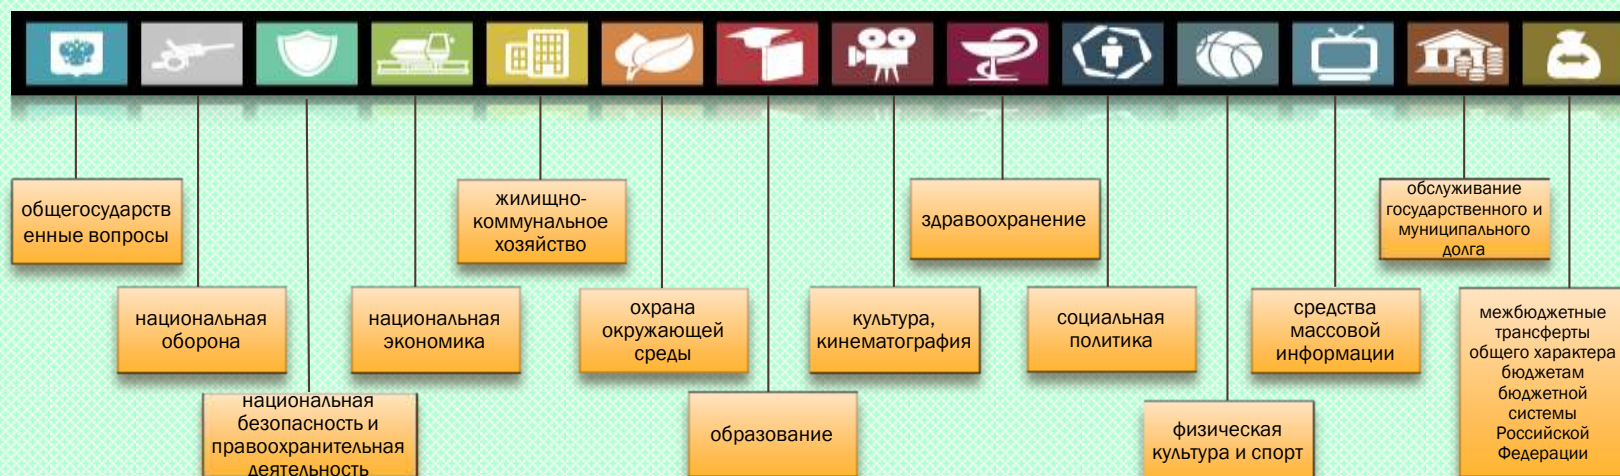 общегосударств
енные вопросы
национальная
оборона
национальная
безопасность и
правоохранительная
деятельность
национальная
экономика
жилищно-
коммунальное
хозяйство
охрана
окружающей
среды
образование
культура,
кинематография
здравоохранение
социальная
политика
физическая
культура и спорт
средства
массовой
информации
обслуживание
государственного и
муниципального
долга
межбюджетные
трансферты
общего характера
бюджетам
бюджетной
системы
Российской
Федерации